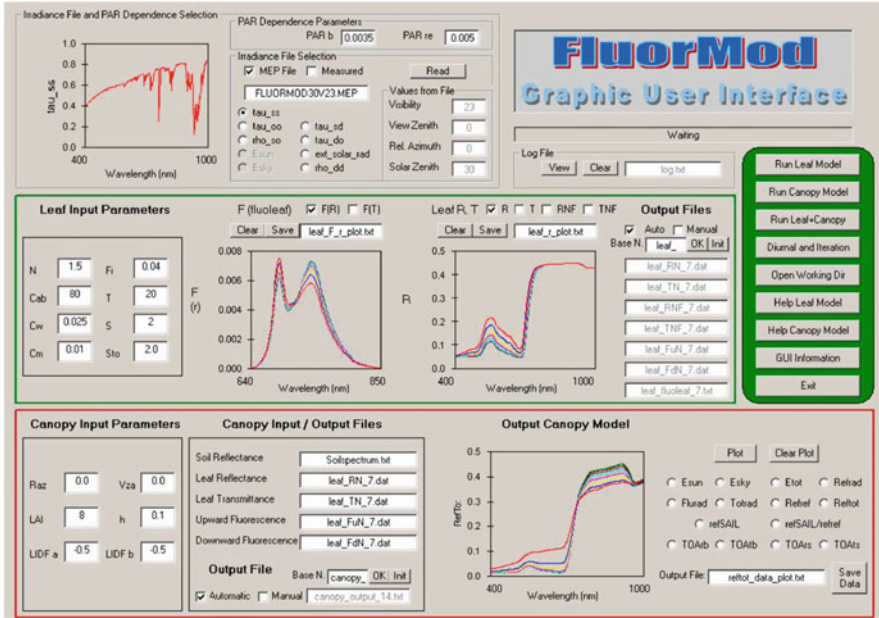 Irradiance File and PAR Dependence Selection
PAR Dependence Parameters
PAR b 0.0035 PAR re 0.005
Irradiance File Selection
MEP File Measured Read
FLUORMOD30V23.MEP
tau_ss
tau_oo tau_sd
rho_so tau_do
Esun ext_solar_rad
Esky rho_dd
Values from File
Visibility 23
View Zenith 0
Rel. Azimuth 0
Solar Zenith 30
tau_ss
1.0
0.8
0.6
0.4
0.2
0.0
400 1000
Wavelength (nm)
FluorMod
Graphic User Interface
Waiting
Log File
View Clear log.txt
Run Leaf Model
Run Canopy Model
Run Leaf+Canopy
Diurnal and Iteration
Open Working Dir
Help Leaf Model
Help Canopy Model
GUI Information
Exit
Leaf Input Parameters
N 1.5 Fi 0.04
Cab 80 T 20
Cw 0.025 S 2
Cm 0.01 Sto 2.0
F (fluoleaf) F(R) F(T)
Clear Save leaf_F_r_plot.txt
F
(r)
0.008
0.006
0.004
0.002
0.000
640 850
Wavelength (nm)
Leaf R, T R T RNF TNF
Clear Save leaf_r_plot.txt
R
0.5
0.4
0.3
0.2
0.1
0.0
400 1000
Wavelength (nm)
Output Files
Auto Manual
Base N. leaf_ OK Init
leaf_RN_7.dat
leaf_TN_7.dat
leaf_RNF_7.dat
leaf_TNF_7.dat
leaf_FuN_7.dat
leaf_FdN_7.dat
leaf_fluoleaf_7.txt
Canopy Input Parameters
Raz 0.0 Vza 0.0
LAI 8 h 0.1
LIDF a -0.5 LIDF b -0.5
Canopy Input / Output Files
Soil Reflectance Soilspectrum.txt
Leaf Reflectance leaf_RN_7.dat
Leaf Transmittance leaf_TN_7.dat
Upward Fluorescence leaf_FuN_7.dat
Downward Fluorescence leaf_FdN_7.dat
Output File Base N. canopy_ OK Init
Automatic Manual canopy_output_14.txt
Output Canopy Model
RefTot
0.5
0.4
0.3
0.2
0.1
0.0
400 1000
Wavelength (nm)
Plot Clear Plot
Esun Esky Etot Refrad
Flurad Totrad Refref Reftot
refSAIL refSAIL/refref
TOArb TOAtb TOArs TOAts
Output File: reftot_data_plot.txt Save
Data